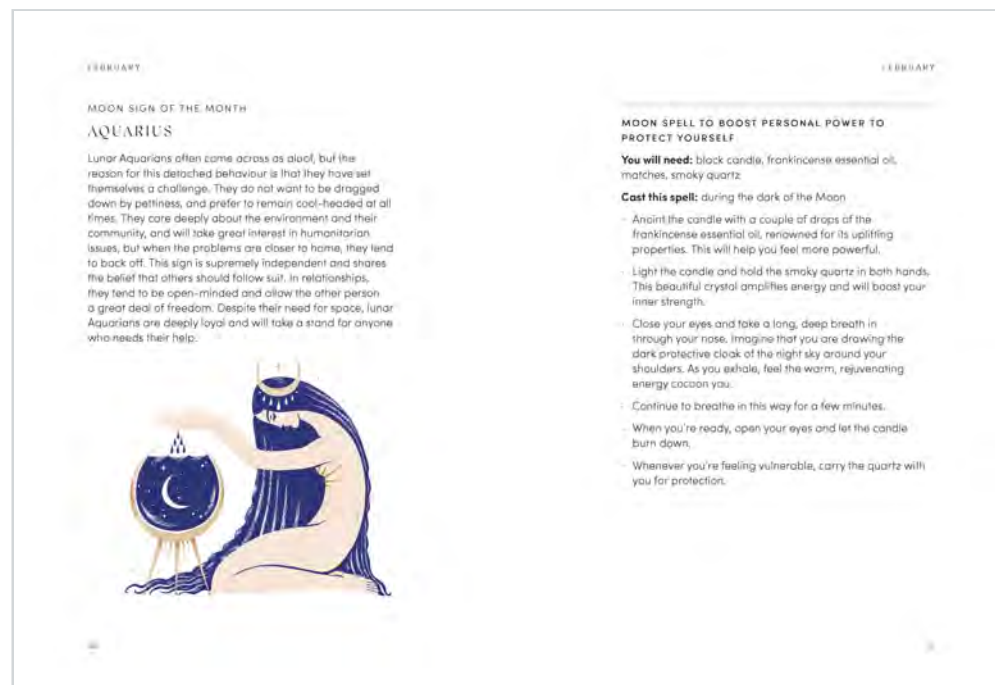 FEBRUARY
MOON SIGN OF THE MONTH
AQUARIUS
Lunar Aquarians often come across as aloof, but the
reason for this detached behaviour is that they have set
themselves a challenge. They do not want to be dragged
down by pettiness, and prefer to remain cool-headed at all
times. They care deeply about the environment and their
community, and will take great interest in humanitarian
issues, but when the problems are closer to home, they tend
to back off. This sign is supremely independent and shares
the belief that others should follow suit. In relationships,
they tend to be open-minded and allow the other person
a great deal of freedom. Despite their need for space, lunar
Aquarians are deeply loyal and will take a stand for anyone
who needs their help.
FEBRUARY
MOON SPELL TO BOOST PERSONAL POWER TO
PROTECT YOURSELF
You will need: black candle, frankincense essential oil,
matches, smoky quartz
Cast this spell: during the dark of the Moon
· Anoint the candle with a couple of drops of the
frankincense essential oil, renowned for its uplifting
properties. This will help you feel more powerful.
· Light the candle and hold the smoky quartz in both hands.
This beautiful crystal amplifies energy and will boost your
inner strength.
· Close your eyes and take a long, deep breath in
through your nose. Imagine that you are drawing the
dark protective cloak of the night sky around your
shoulders. As you exhale, feel the warm, rejuvenating
energy cocoon you.
· Continue to breathe in this way for a few minutes.
· When you're ready, open your eyes and let the candle
burn down.
· Whenever you're feeling vulnerable, carry the quartz with
you for protection.